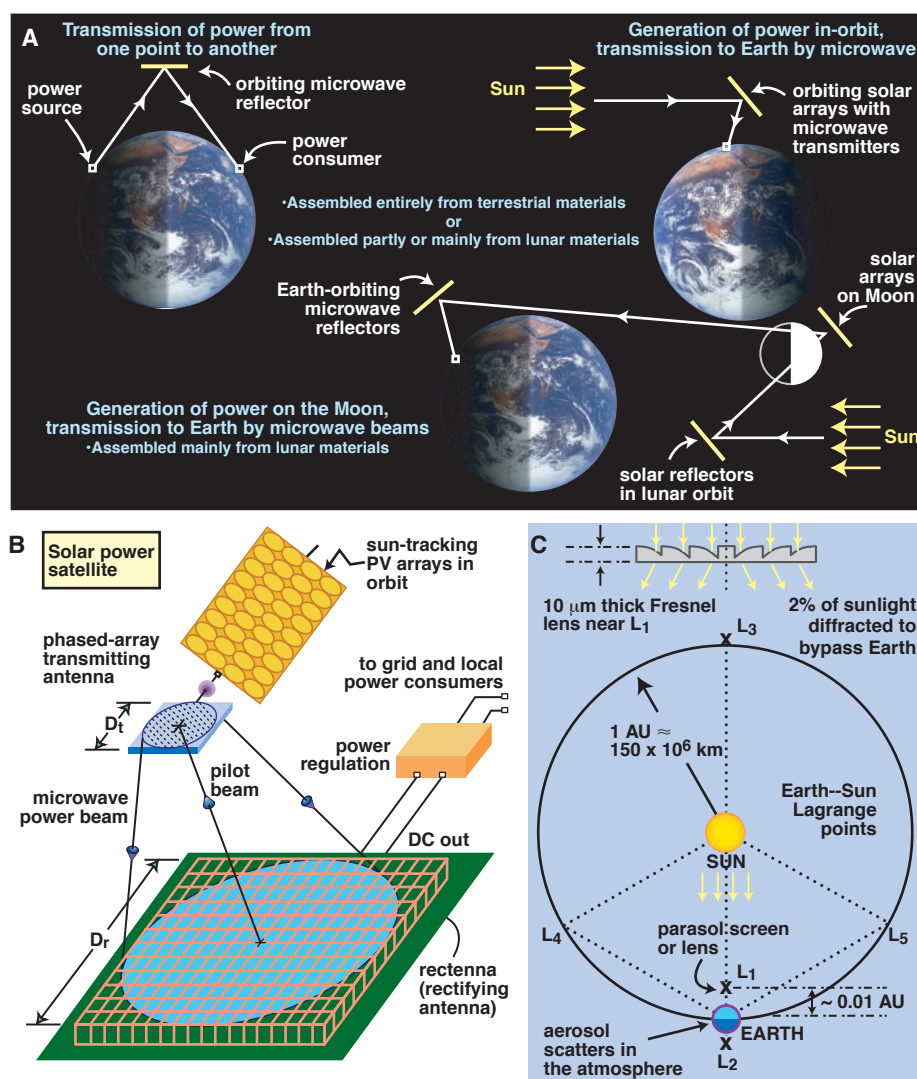 A
Transmission of power from
one point to another
orbiting microwave
reflector
power
source
power
consumer
Generation of power in-orbit,
transmission to Earth by microwave
Sun
orbiting solar
arrays with
microwave
transmitters
•Assembled entirely from terrestrial materials
or
•Assembled partly or mainly from lunar materials
solar
arrays
on Moon
Earth-orbiting
microwave
reflectors
Generation of power on the Moon,
transmission to Earth by microwave beams
•Assembled mainly from lunar materials
Sun
solar reflectors
in lunar orbit
B
Solar power
satellite
sun-tracking
PV arrays in
orbit
phased-array
transmitting
antenna
to grid and local
power consumers
Dt
power
regulation
pilot
beam
microwave
power beam
DC out
Dr
rectenna
(rectifying
antenna)
C
10 μm thick Fresnel
lens near L1
2% of sunlight
diffracted to
bypass Earth
L3
1 AU ≈
150 x 10⁶ km
Earth--Sun
Lagrange
points
SUN
L4
L5
parasol screen
or lens
L1
~ 0.01 AU
EARTH
aerosol
scatters in
the atmosphere
L2